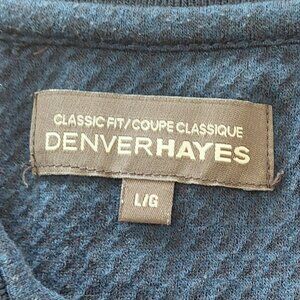 CLASSIC FIT/COUPE CLASSIQUE
DENVERHAYES
L/G